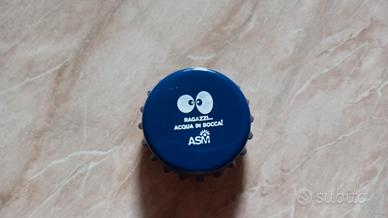 RAGAZZI...
ACQUA IN BOCCA!
ASM
subito